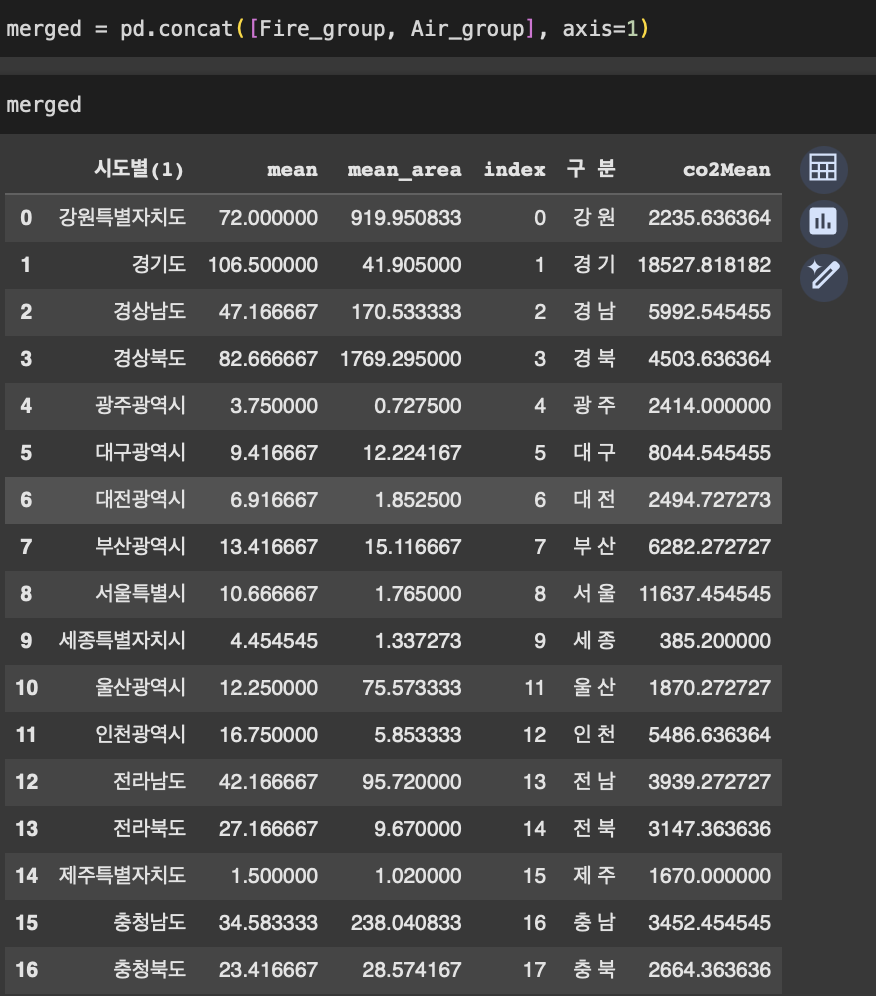 merged = pd.concat([Fire_group, Air_group], axis=1)
merged
시도별(1) mean mean_area index 구 분 co2Mean
0 강원특별자치도 72.000000 919.950833 0 강 원 2235.636364
1 경기도 106.500000 41.905000 1 경 기 18527.818182
2 경상남도 47.166667 170.533333 2 경 남 5992.545455
3 경상북도 82.666667 1769.295000 3 경 북 4503.636364
4 광주광역시 3.750000 0.727500 4 광 주 2414.000000
5 대구광역시 9.416667 12.224167 5 대 구 8044.545455
6 대전광역시 6.916667 1.852500 6 대 전 2494.727273
7 부산광역시 13.416667 15.116667 7 부 산 6282.272727
8 서울특별시 10.666667 1.765000 8 서 울 11637.454545
9 세종특별자치시 4.454545 1.337273 9 세 종 385.200000
10 울산광역시 12.250000 75.573333 11 울 산 1870.272727
11 인천광역시 16.750000 5.853333 12 인 천 5486.636364
12 전라남도 42.166667 95.720000 13 전 남 3939.272727
13 전라북도 27.166667 9.670000 14 전 북 3147.363636
14 제주특별자치도 1.500000 1.020000 15 제 주 1670.000000
15 충청남도 34.583333 238.040833 16 충 남 3452.454545
16 충청북도 23.416667 28.574167 17 충 북 2664.363636